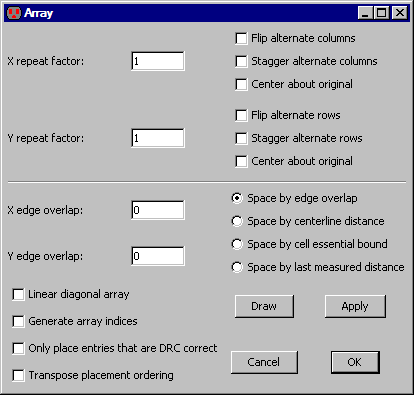 Array
Flip alternate columns
X repeat factor: 1
Stagger alternate columns
Center about original
Flip alternate rows
Y repeat factor: 1
Stagger alternate rows
Center about original
X edge overlap: 0
Space by edge overlap
Space by centerline distance
Y edge overlap: 0
Space by cell essential bound
Space by last measured distance
Linear diagonal array
Draw Apply
Generate array indices
Only place entries that are DRC correct
Cancel OK
Transpose placement ordering